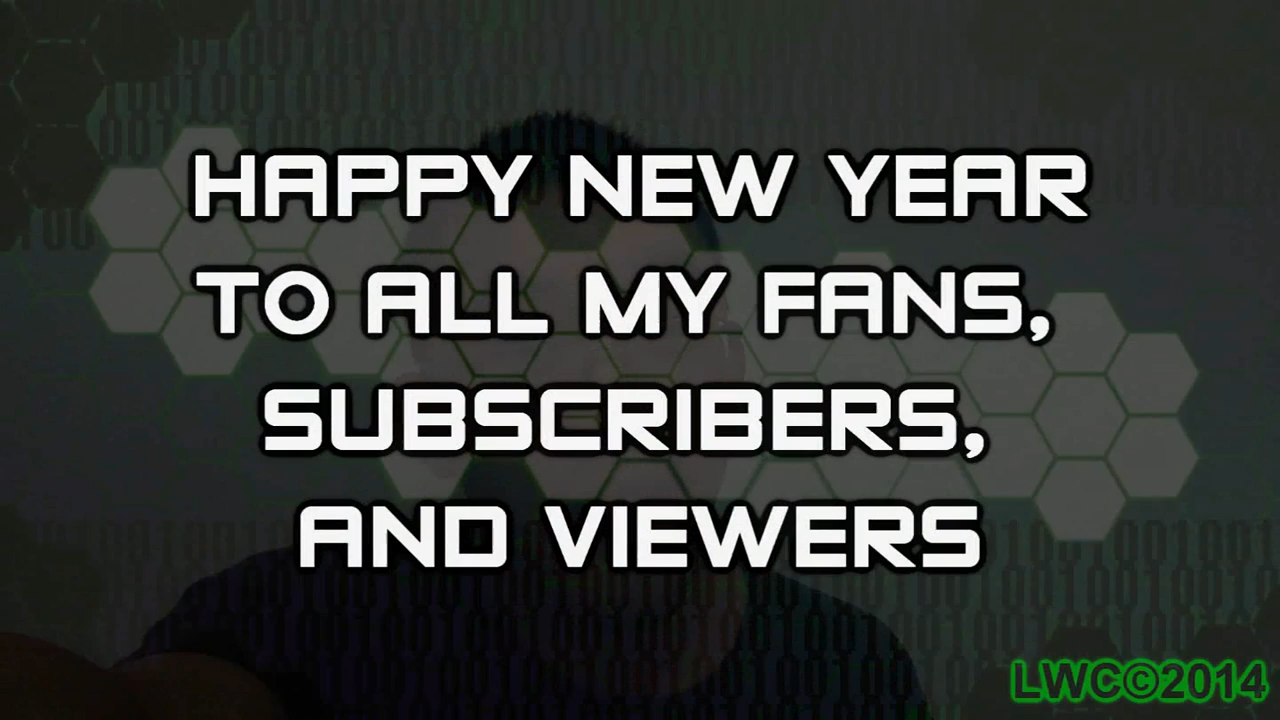 HAPPY NEW YEAR
TO ALL MY FANS,
SUBSCRIBERS,
AND VIEWERS
LWC©2014